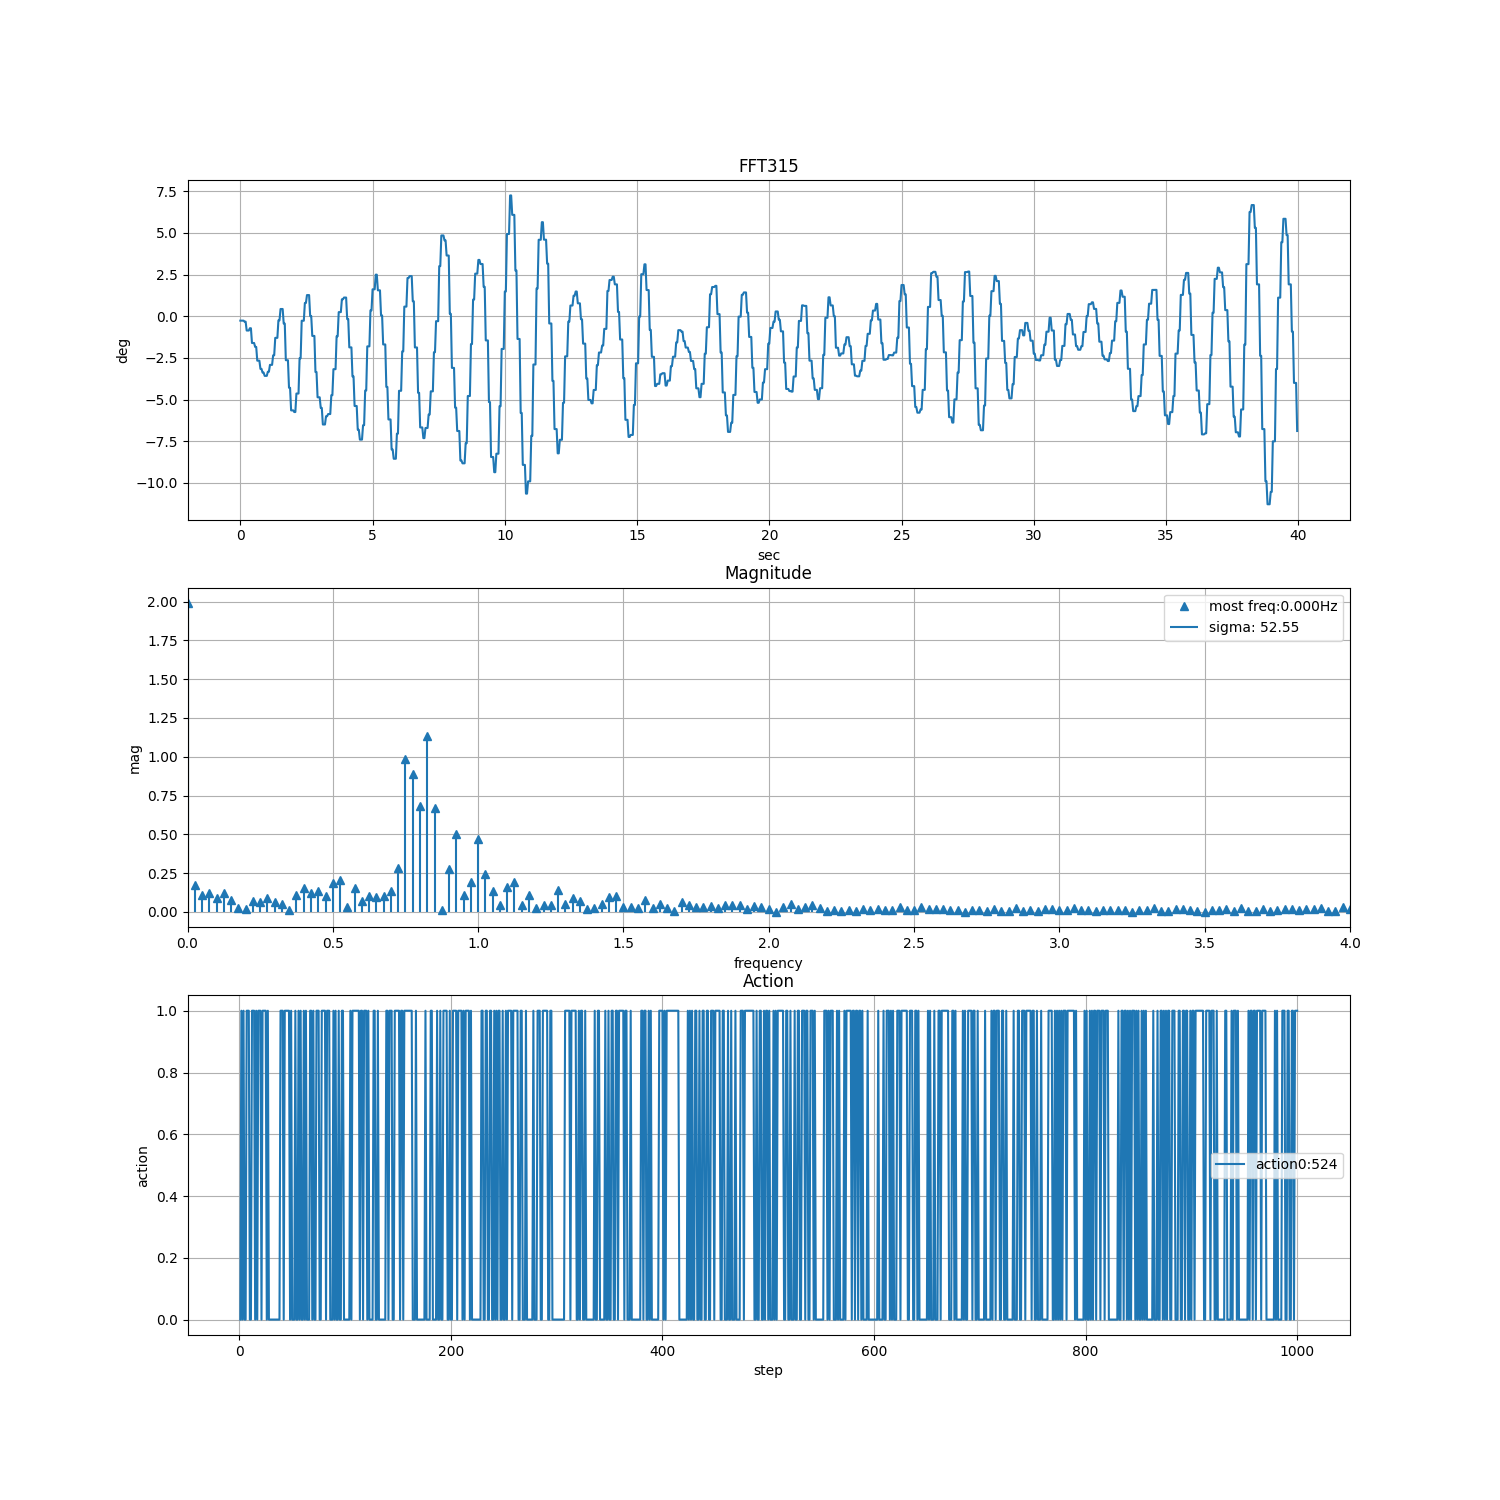 FFT315
7.5
5.0
2.5
0.0
−2.5
−5.0
−7.5
−10.0
deg
0 5 10 15 20 25 30 35 40
sec
Magnitude
2.00
1.75
1.50
1.25
1.00
0.75
0.50
0.25
0.00
mag
most freq:0.000Hz
sigma: 52.55
0.0 0.5 1.0 1.5 2.0 2.5 3.0 3.5 4.0
frequency
Action
1.0
0.8
0.6
0.4
0.2
0.0
action
action0:524
0 200 400 600 800 1000
step